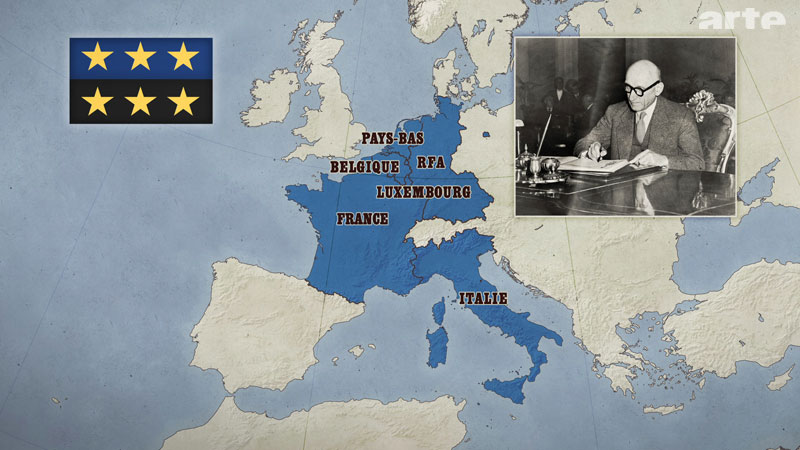 arte
PAYS-BAS
BELGIQUE
RFA
LUXEMBOURG
FRANCE
ITALIE